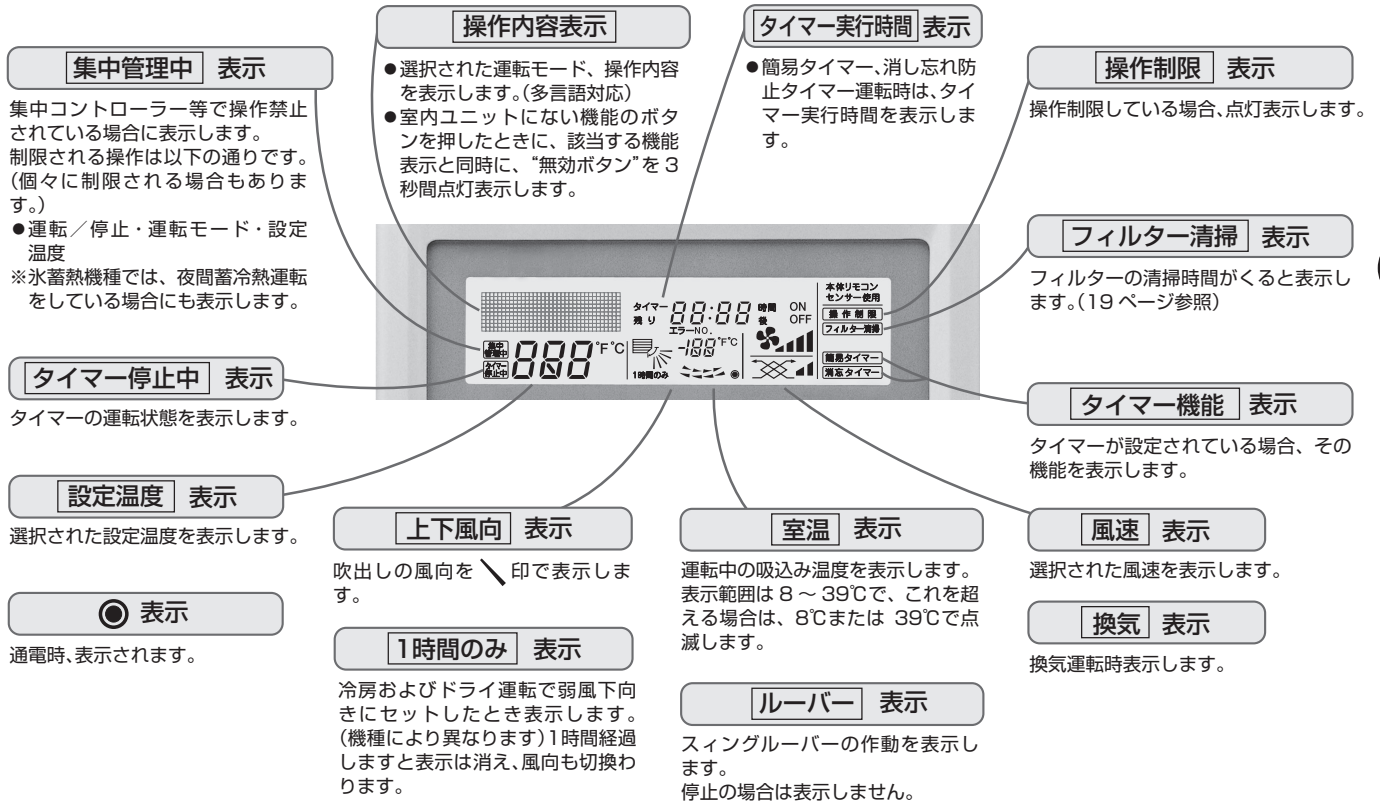 集中管理中 表示
集中コントローラー等で操作禁止
されている場合に表示します。
制限される操作は以下の通りです。
(個々に制限される場合もありま
す。)
●運転／停止・運転モード・設定
温度
※氷蓄熱機種では、夜間蓄冷熱運転
をしている場合にも表示します。
タイマー停止中 表示
タイマーの運転状態を表示します。
設定温度 表示
選択された設定温度を表示します。
◉ 表示
通電時、表示されます。
操作内容表示
●選択された運転モード、操作内容
を表示します。(多言語対応)
●室内ユニットにない機能のボタ
ンを押したときに、該当する機能
表示と同時に、“無効ボタン”を3
秒間点灯表示します。
タイマー実行時間 表示
●簡易タイマー、消し忘れ防
止タイマー運転時は、タイ
マー実行時間を表示しま
す。
タイマー 88:88 時間 ON
残り 後 OFF
エラーNO.
集中
管理中
タイマー
停止中
888 °F°C
-188 °F°C
1時間のみ
◉
本体リモコン
センサー使用
操作制限
フィルター清掃
簡易タイマー
消忘タイマー
上下風向 表示
吹出しの風向を 印で表示しま
す。
1時間のみ 表示
冷房およびドライ運転で弱風下向
きにセットしたとき表示します。
(機種により異なります)1時間経過
しますと表示は消え、風向も切換わ
ります。
室温 表示
運転中の吸込み温度を表示します。
表示範囲は8～39℃で、これを超
える場合は、8℃または 39℃で点
滅します。
ルーバー 表示
スィングルーバーの作動を表示し
ます。
停止の場合は表示しません。
操作制限 表示
操作制限している場合、点灯表示します。
フィルター清掃 表示
フィルターの清掃時間がくると表示し
ます。(19ページ参照)
タイマー機能 表示
タイマーが設定されている場合、その
機能を表示します。
風速 表示
選択された風速を表示します。
換気 表示
換気運転時表示します。